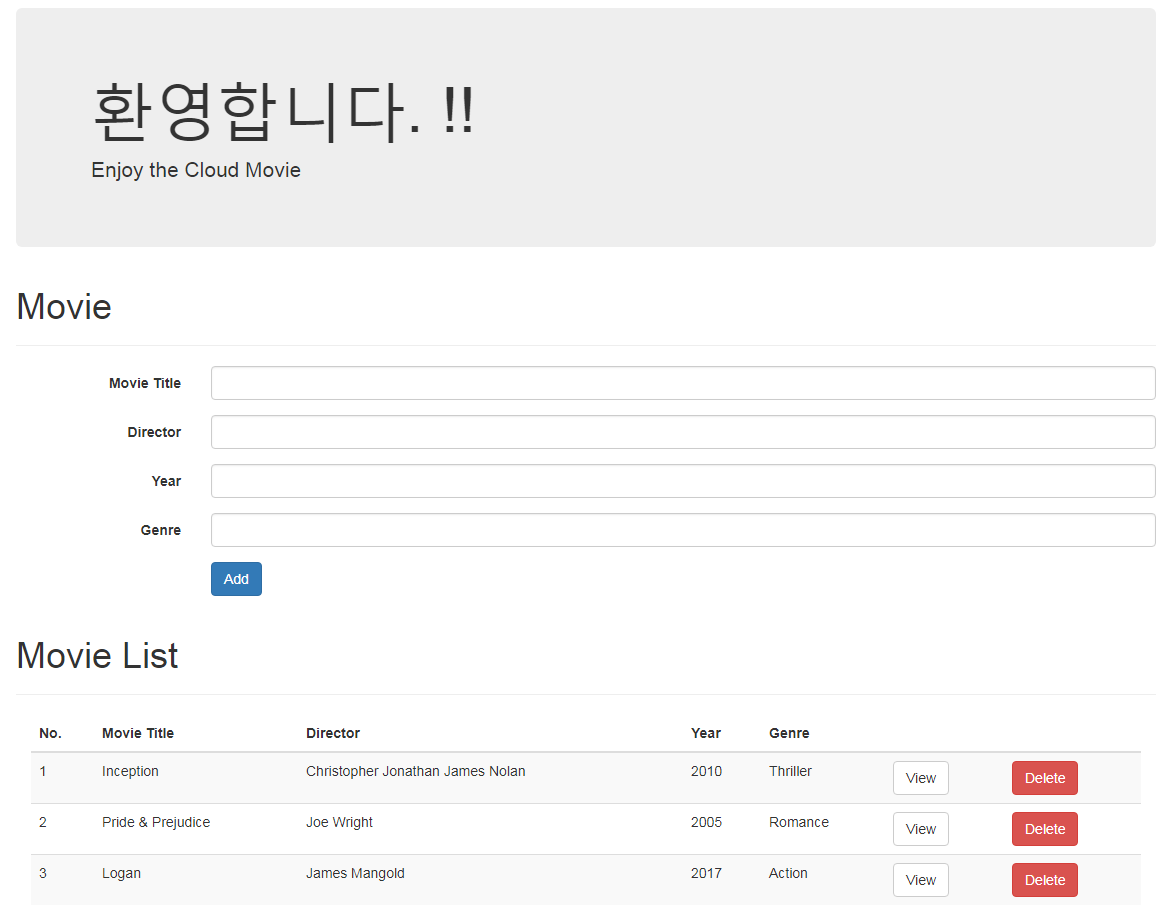 환영합니다. !!
Enjoy the Cloud Movie
Movie
Movie Title
Director
Year
Genre
Add
Movie List
No. Movie Title Director Year Genre
1 Inception Christopher Jonathan James Nolan 2010 Thriller View Delete
2 Pride & Prejudice Joe Wright 2005 Romance View Delete
3 Logan James Mangold 2017 Action View Delete